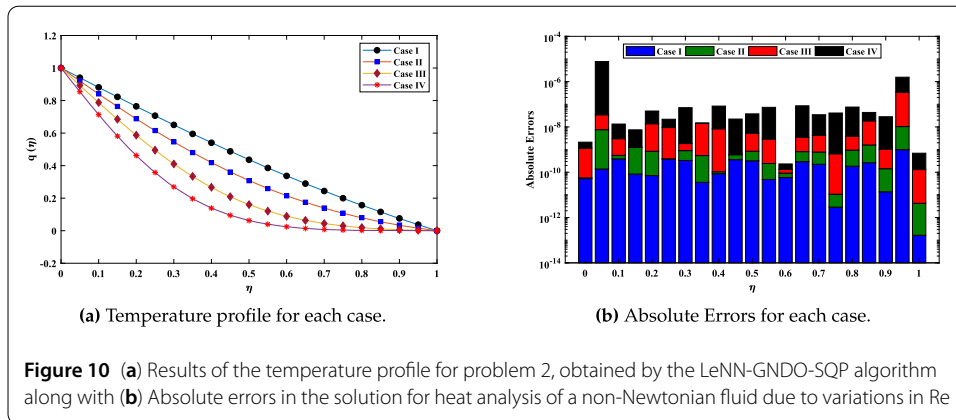 1.2
1
0.8
0.6
0.4
0.2
0
-0.2
q (η)
0 0.1 0.2 0.3 0.4 0.5 0.6 0.7 0.8 0.9 1
η
Case I
Case II
Case III
Case IV
(a) Temperature profile for each case.
10-4
10-6
10-8
10-10
10-12
10-14
Absolute Errors
Case I Case II Case III Case IV
0 0.1 0.2 0.3 0.4 0.5 0.6 0.7 0.8 0.9 1
η
(b) Absolute Errors for each case.
Figure 10 (a) Results of the temperature profile for problem 2, obtained by the LeNN-GNDO-SQP algorithm
along with (b) Absolute errors in the solution for heat analysis of a non-Newtonian fluid due to variations in Re